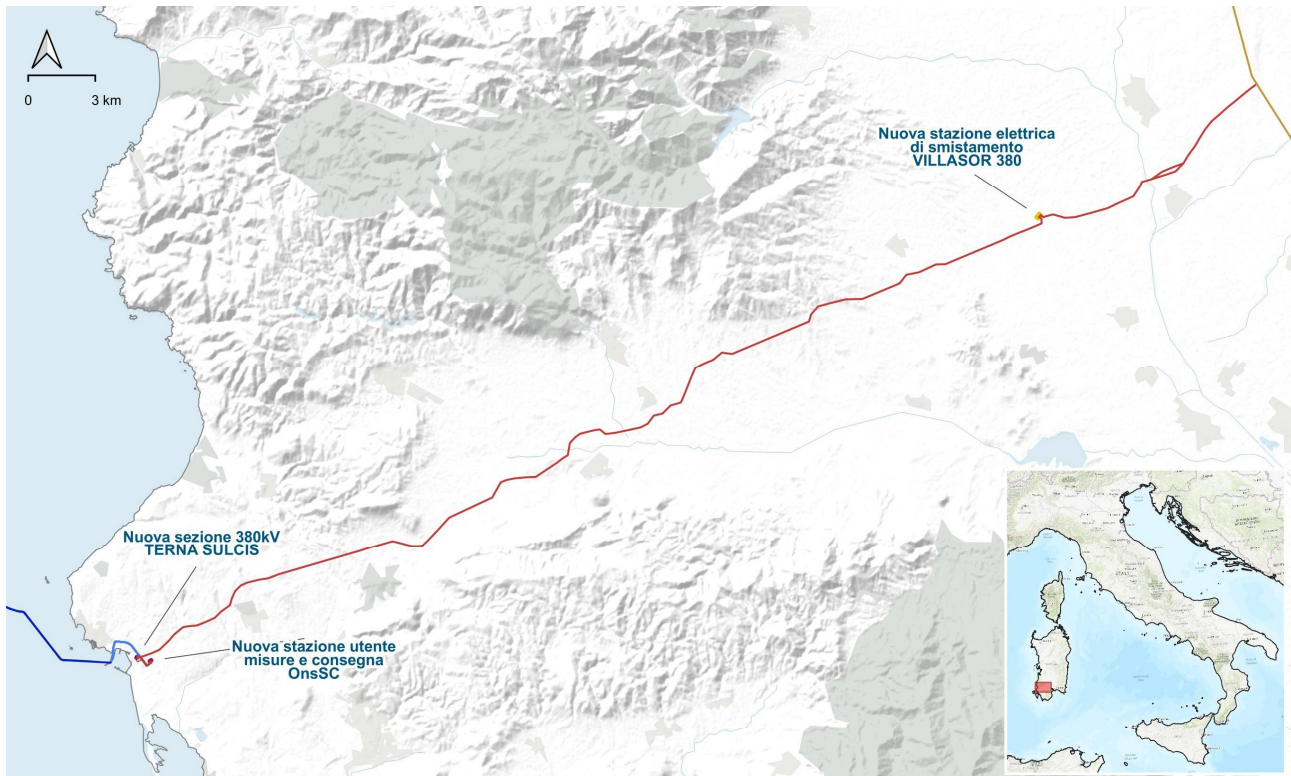 0 3 km
Nuova stazione elettrica
di smistamento
VILLASOR 380
Nuova sezione 380kV
TERNA SULCIS
Nuova stazione utente
misure e consegna
OnsSC